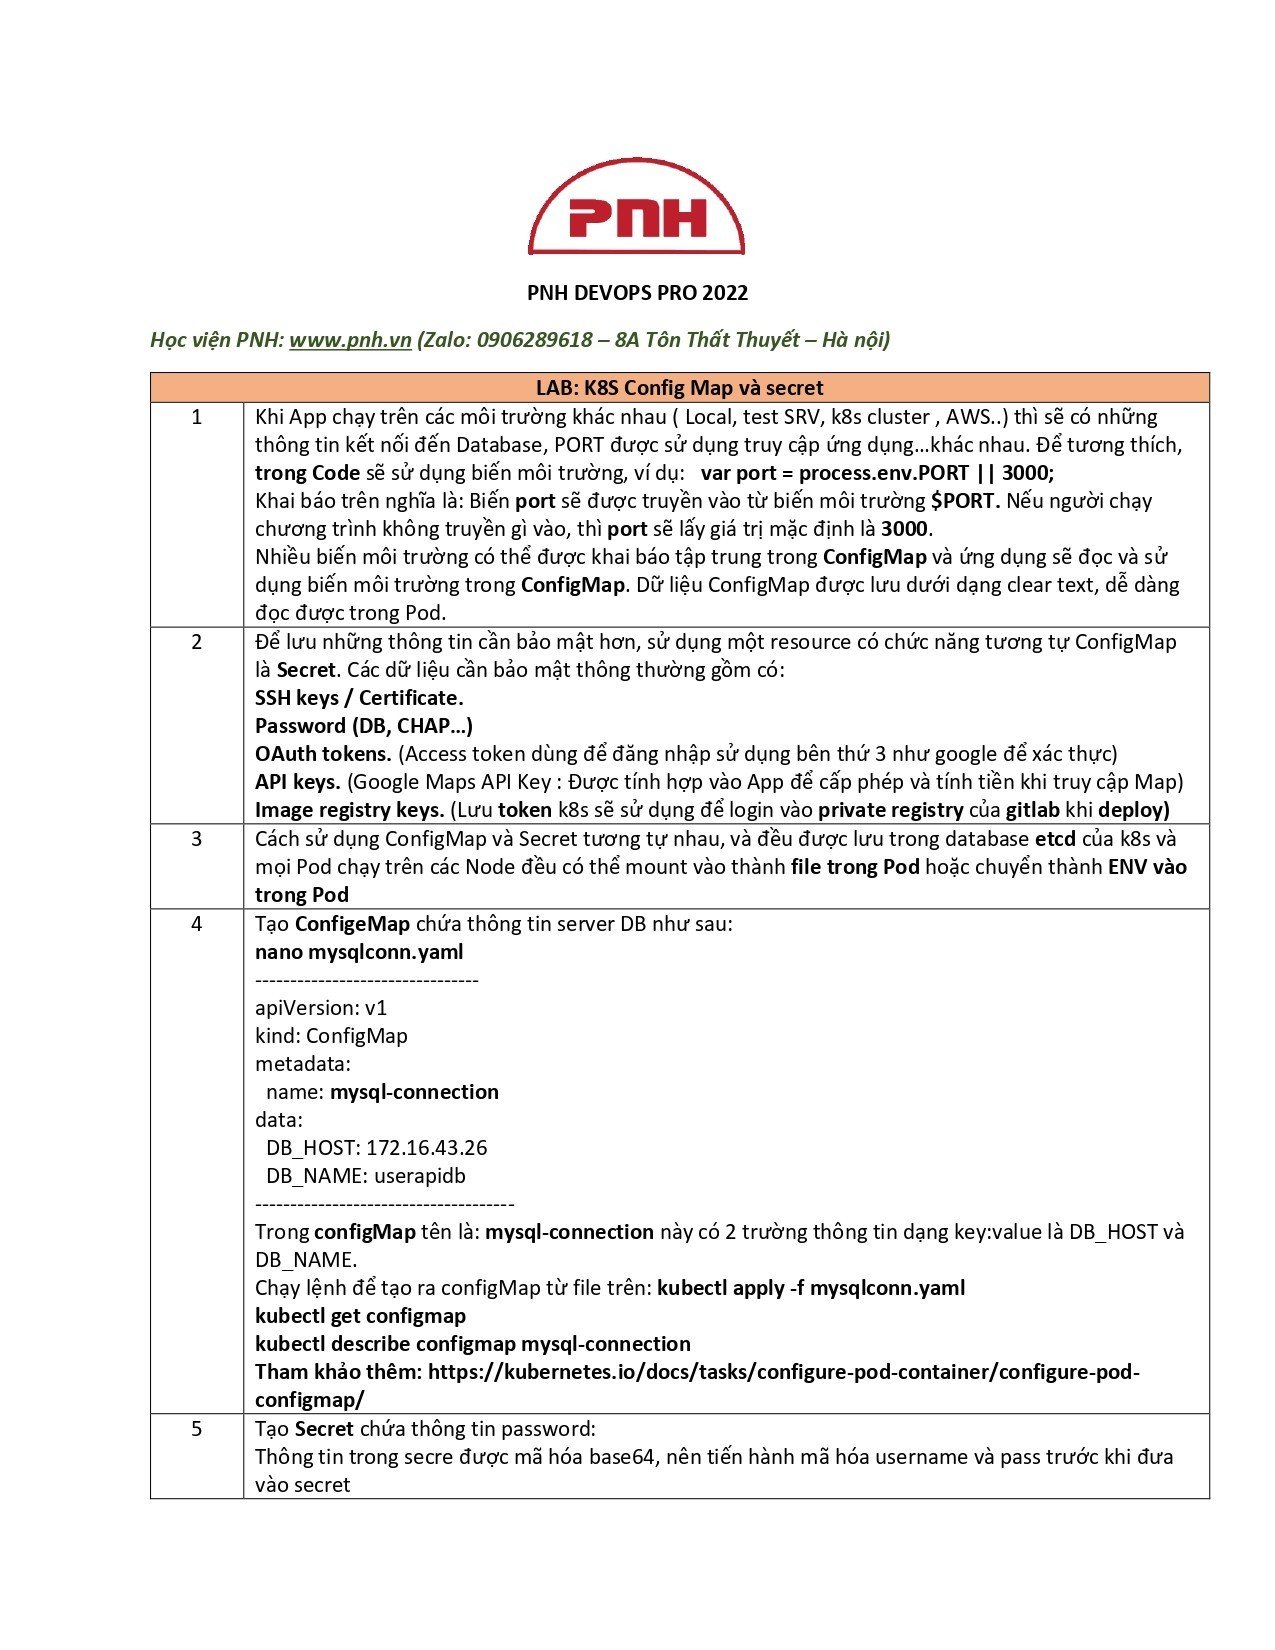 PNH
PNH DEVOPS PRO 2022
Học viện PNH: www.pnh.vn (Zalo: 0906289618 – 8A Tôn Thất Thuyết – Hà nội)
LAB: K8S Config Map và secret
1
Khi App chạy trên các môi trường khác nhau ( Local, test SRV, k8s cluster , AWS..) thì sẽ có những
thông tin kết nối đến Database, PORT được sử dụng truy cập ứng dụng...khác nhau. Để tương thích,
trong Code sẽ sử dụng biến môi trường, ví dụ:   var port = process.env.PORT || 3000;
Khai báo trên nghĩa là: Biến port sẽ được truyền vào từ biến môi trường $PORT. Nếu người chạy
chương trình không truyền gì vào, thì port sẽ lấy giá trị mặc định là 3000.
Nhiều biến môi trường có thể được khai báo tập trung trong ConfigMap và ứng dụng sẽ đọc và sử
dụng biến môi trường trong ConfigMap. Dữ liệu ConfigMap được lưu dưới dạng clear text, dễ dàng
đọc được trong Pod.
2
Để lưu những thông tin cần bảo mật hơn, sử dụng một resource có chức năng tương tự ConfigMap
là Secret. Các dữ liệu cần bảo mật thông thường gồm có:
SSH keys / Certificate.
Password (DB, CHAP...)
OAuth tokens. (Access token dùng để đăng nhập sử dụng bên thứ 3 như google để xác thực)
API keys. (Google Maps API Key : Được tính hợp vào App để cấp phép và tính tiền khi truy cập Map)
Image registry keys. (Lưu token k8s sẽ sử dụng để login vào private registry của gitlab khi deploy)
3
Cách sử dụng ConfigMap và Secret tương tự nhau, và đều được lưu trong database etcd của k8s và
mọi Pod chạy trên các Node đều có thể mount vào thành file trong Pod hoặc chuyển thành ENV vào
trong Pod
4
Tạo ConfigeMap chứa thông tin server DB như sau:
nano mysqlconn.yaml
--------------------------------
apiVersion: v1
kind: ConfigMap
metadata:
  name: mysql-connection
data:
  DB_HOST: 172.16.43.26
  DB_NAME: userapidb
-------------------------------------
Trong configMap tên là: mysql-connection này có 2 trường thông tin dạng key:value là DB_HOST và
DB_NAME.
Chạy lệnh để tạo ra configMap từ file trên: kubectl apply -f mysqlconn.yaml
kubectl get configmap
kubectl describe configmap mysql-connection
Tham khảo thêm: https://kubernetes.io/docs/tasks/configure-pod-container/configure-pod-
configmap/
5
Tạo Secret chứa thông tin password:
Thông tin trong secre được mã hóa base64, nên tiến hành mã hóa username và pass trước khi đưa
vào secret